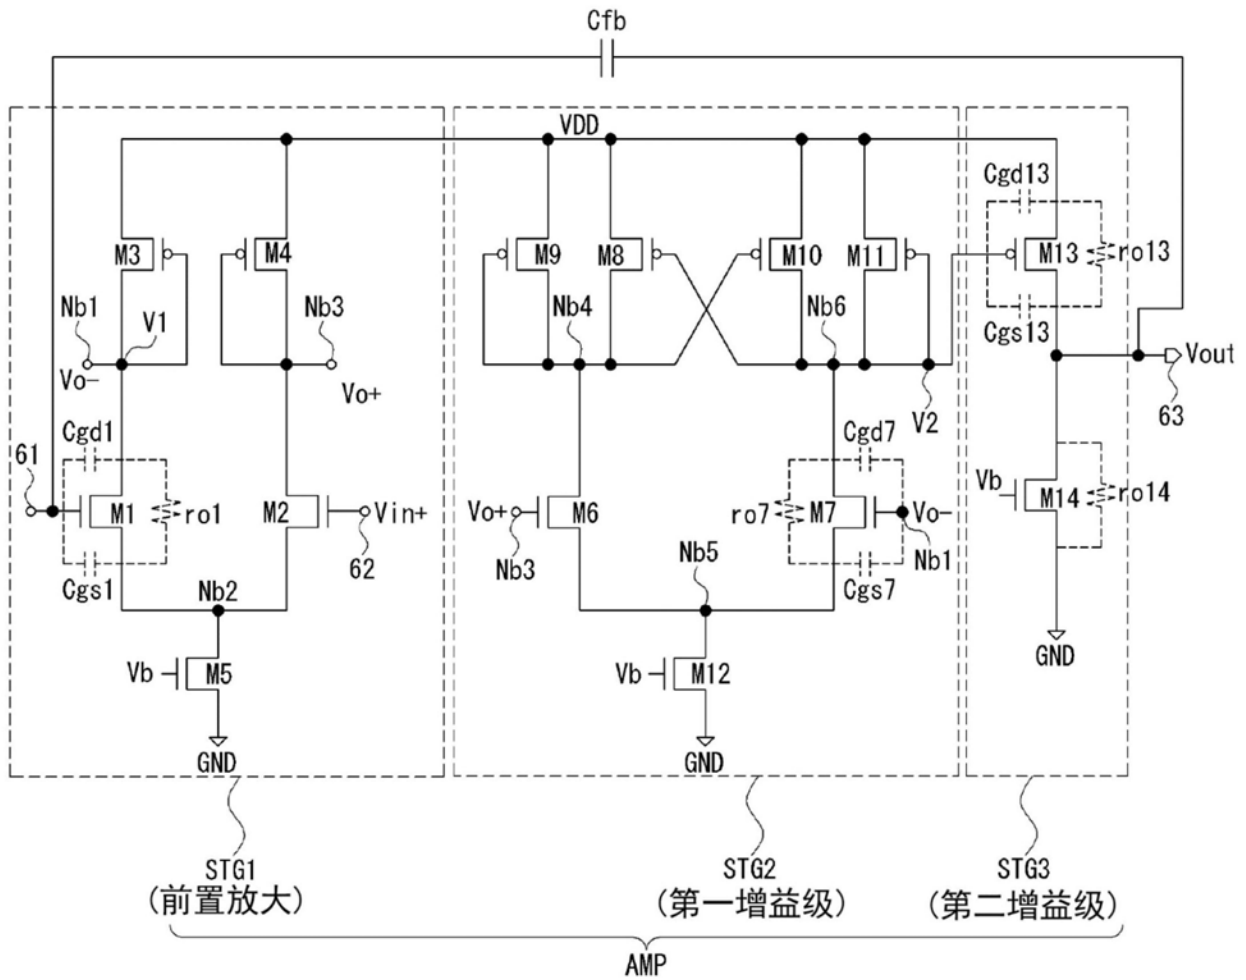 Cfb
VDD
Cgd13
M3
M4
M9
M8
M10
M11
M13
ro13
Nb1
V1
Nb3
Nb4
Nb6
Cgs13
Vo-
Vo+
Vout
V2
63
61
Cgd1
Cgd7
M1
ro1
M2
Vin+
Vo+
M6
ro7
M7
Vo-
Vb
M14
ro14
62
Nb3
Nb5
Nb1
Cgs1
Nb2
Cgs7
Vb
M5
Vb
M12
GND
GND
GND
STG1
(前置放大)
STG2
(第一增益级)
STG3
(第二增益级)
AMP